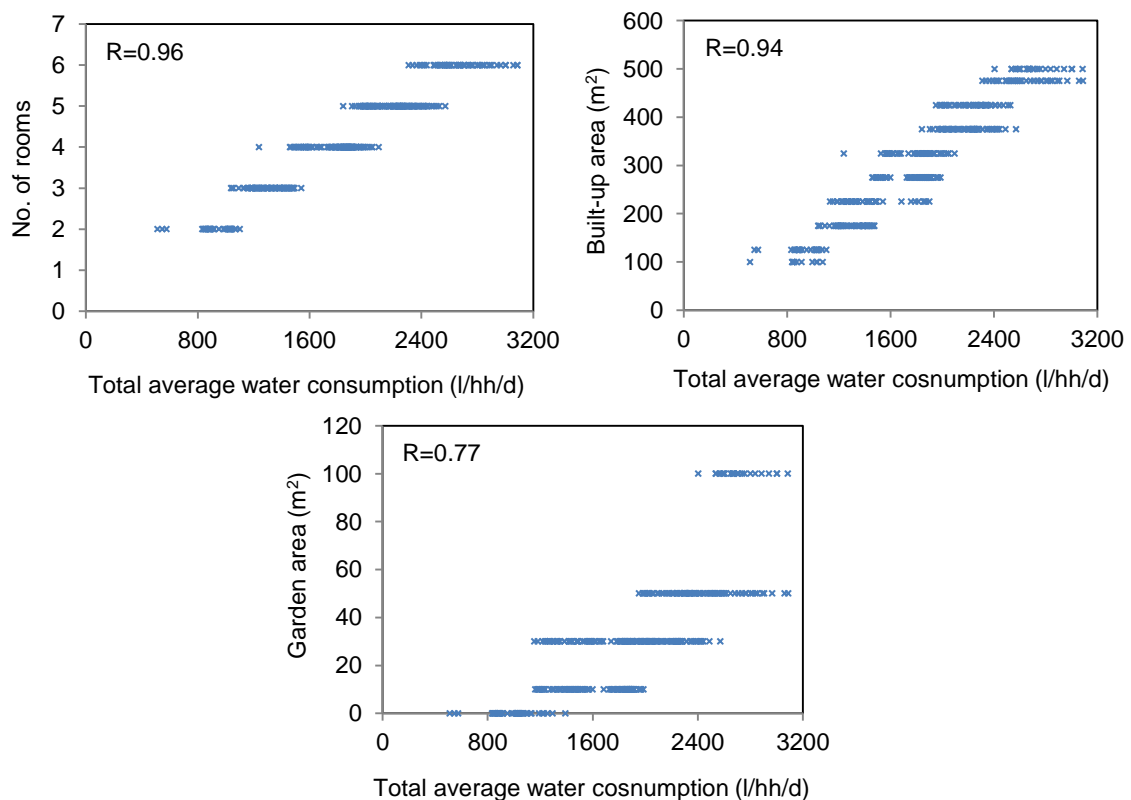 No. of rooms
7
6
5
4
3
2
1
0
R=0.96
0 800 1600 2400 3200
Total average water consumption (l/hh/d)
Built-up area (m²)
600
500
400
300
200
100
0
R=0.94
0 800 1600 2400 3200
Total average water cosnumption (l/hh/d)
Garden area (m²)
120
100
80
60
40
20
0
R=0.77
0 800 1600 2400 3200
Total average water cosnumption (l/hh/d)